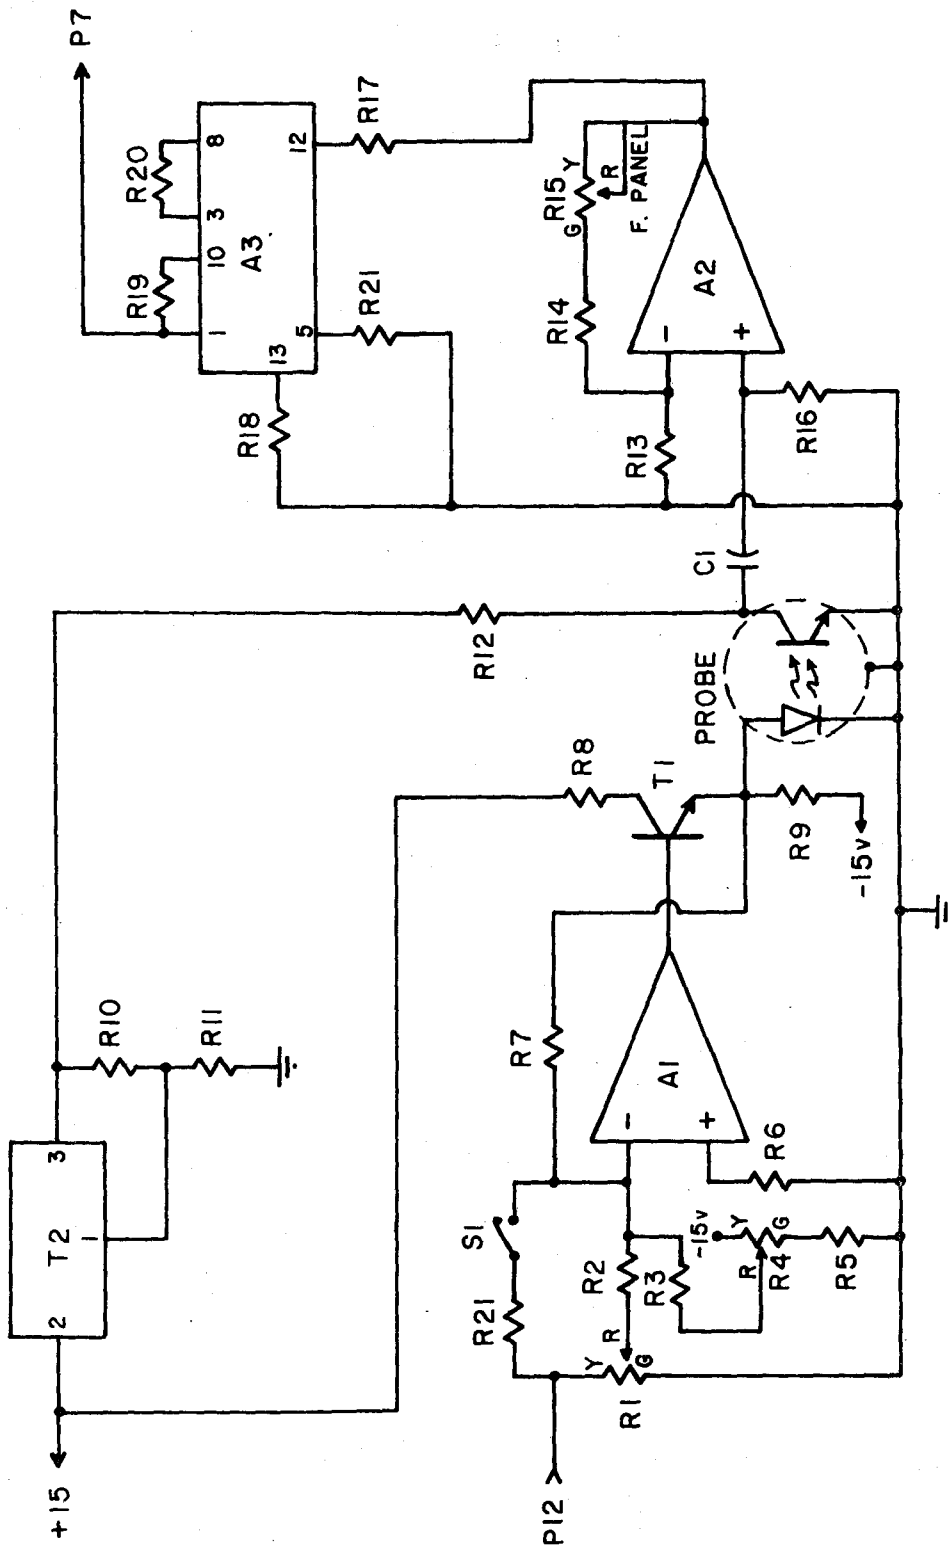 +15
2
T2
1
3
R10
R11
R12
P12
R1
Y
R
G
R21
S1
R2
R3
-15v
Y
R
G
R4
R5
R6
R7
-
+
A1
R8
T1
R9
-15v
PROBE
C1
R13
R14
G
R15
Y
R
F. PANEL
-
+
A2
R16
R17
R18
13
5
12
A3
1
10
3
8
R19
R20
R21
P7